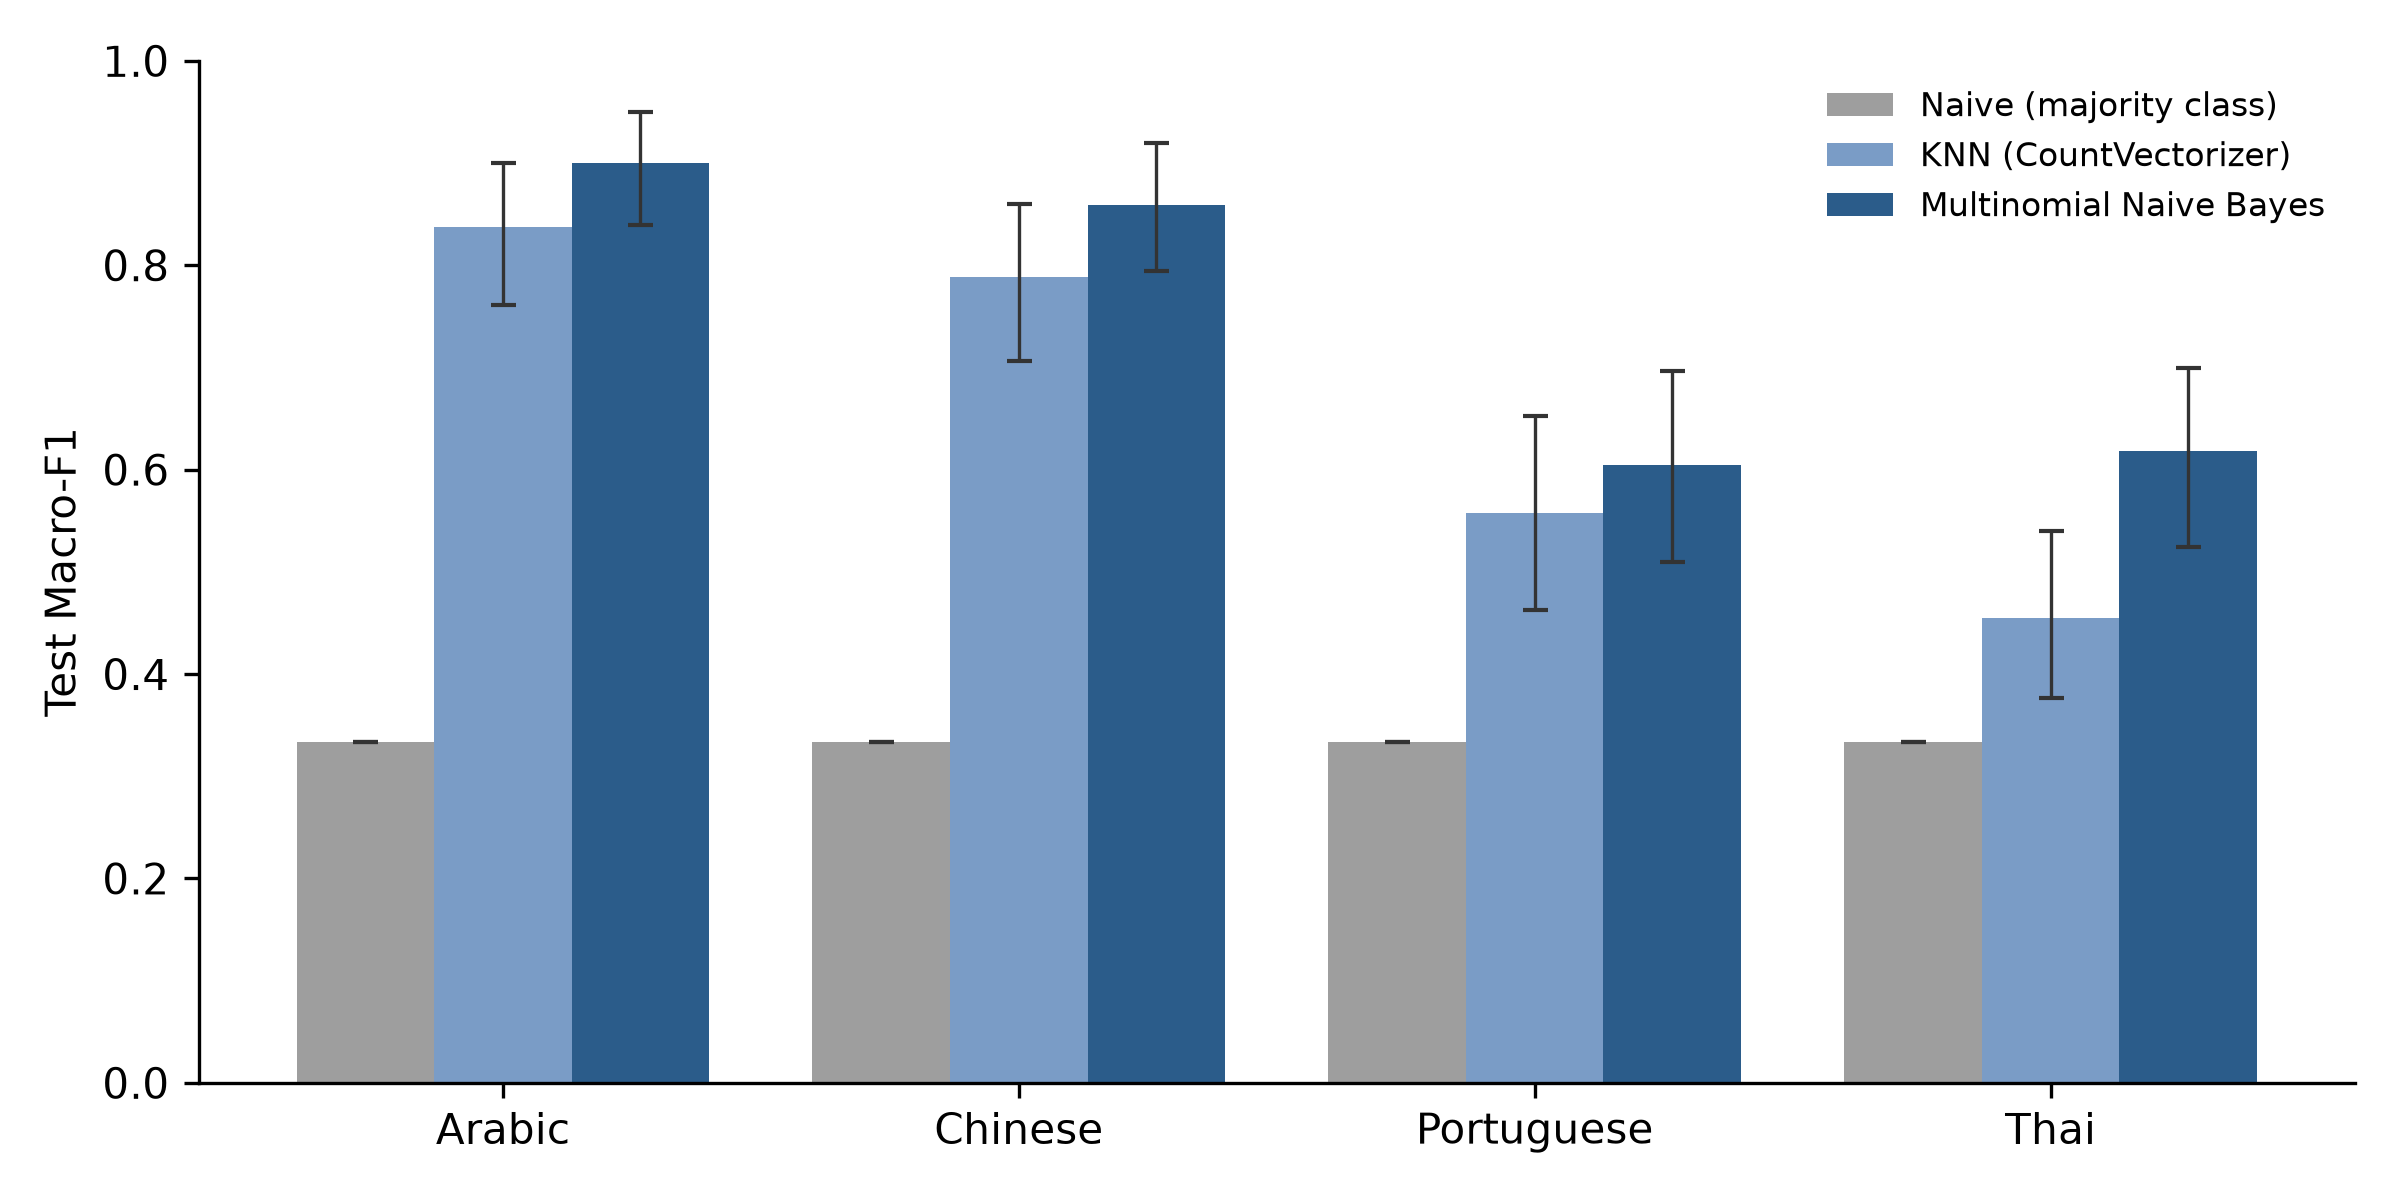 Test Macro-F1
1.0
0.8
0.6
0.4
0.2
0.0
Naive (majority class)
KNN (CountVectorizer)
Multinomial Naive Bayes
Arabic
Chinese
Portuguese
Thai